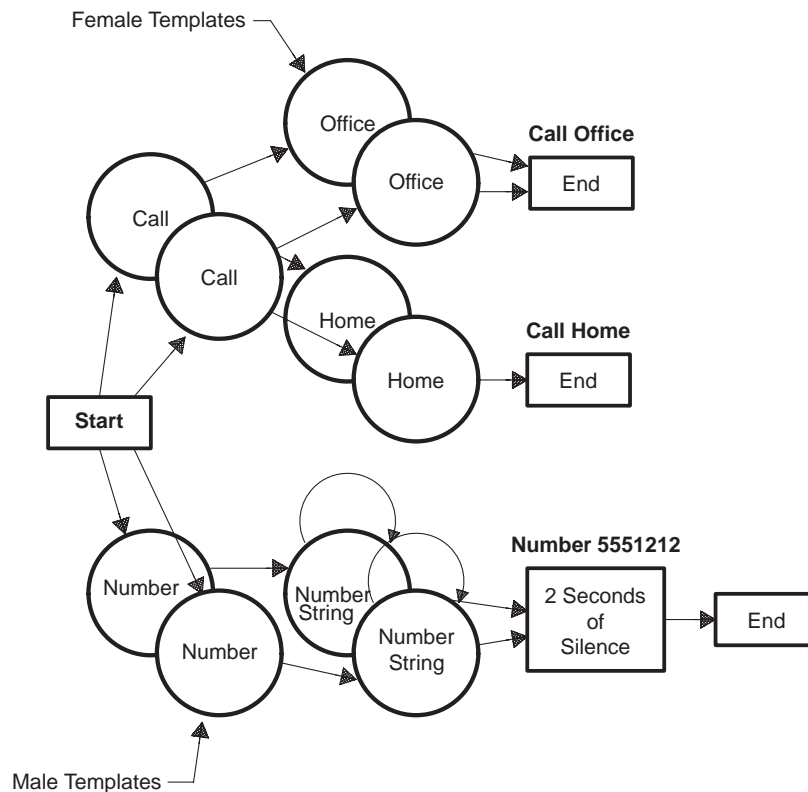 Female Templates
Office
Call Office
Office
End
Call
Call
Home
Call Home
Home
End
Start
Number 5551212
Number
Number
String
2 Seconds
of
Silence
End
Number
Number
String
Male Templates